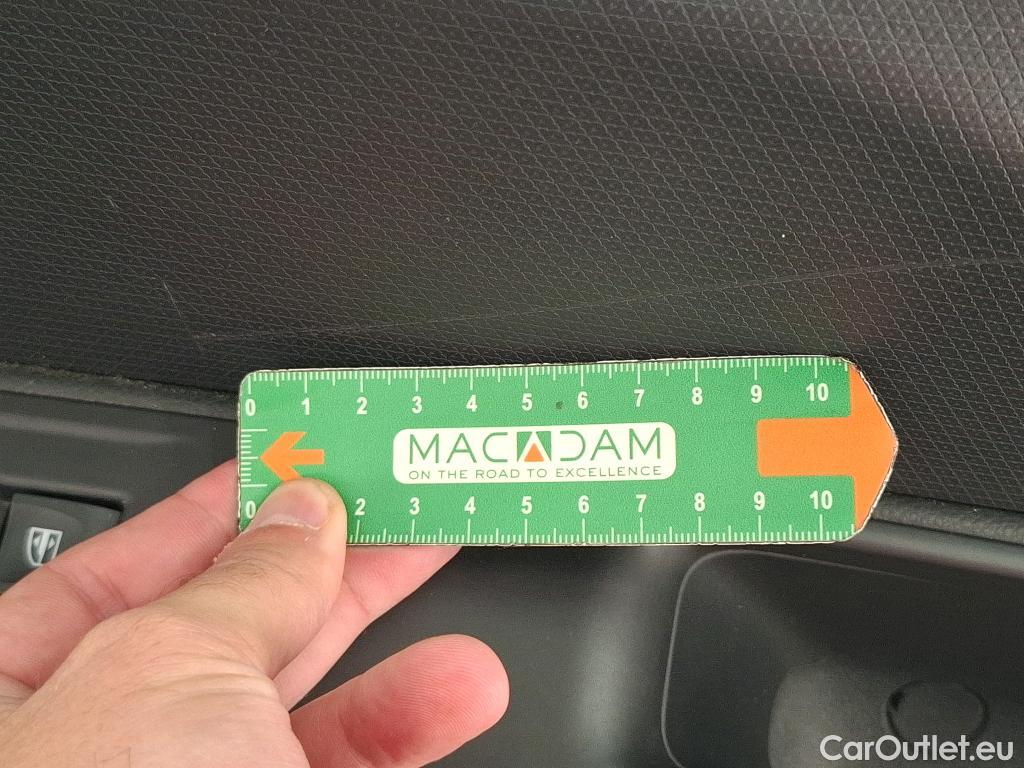 0 1 2 3 4 5 6 7 8 9 10
MACADAM
ON THE ROAD TO EXCELLENCE
0 2 3 4 5 6 7 8 9 10
CarOutlet.eu